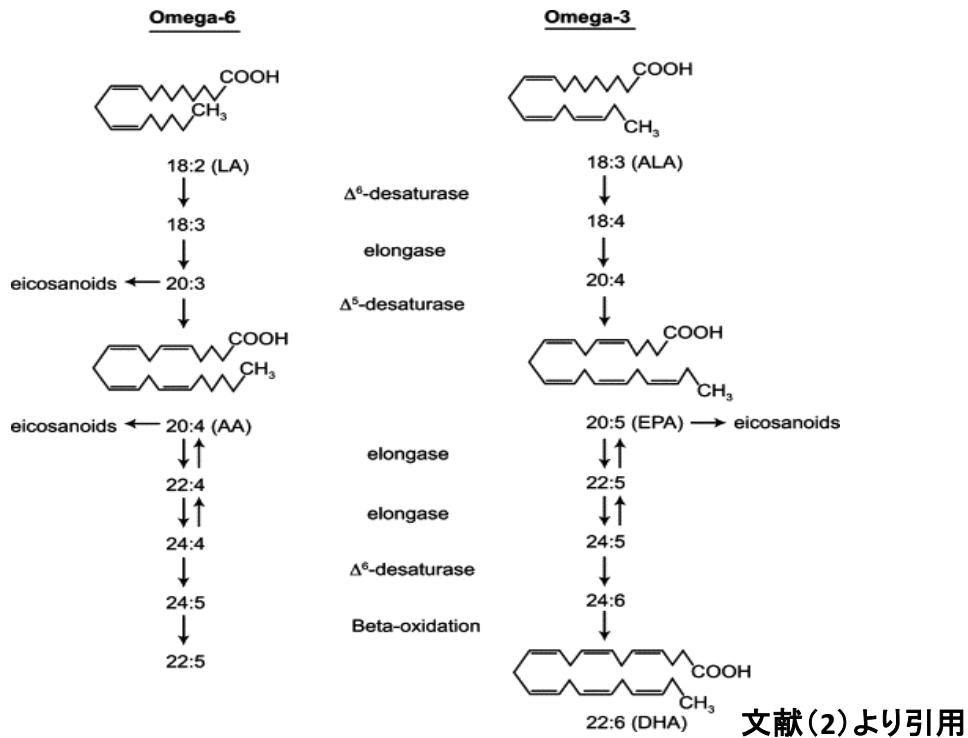 Omega-6 Omega-3
COOH COOH
CH₃ CH₃
18:2 (LA) 18:3 (ALA)
Δ⁶-desaturase
18:3 18:4
elongase
eicosanoids 20:3 20:4
Δ⁵-desaturase
COOH COOH
CH₃ CH₃
eicosanoids 20:4 (AA) 20:5 (EPA) eicosanoids
elongase
22:4 22:5
elongase
24:4 24:5
Δ⁶-desaturase
24:5 24:6
Beta-oxidation
22:5
COOH
CH₃
22:6 (DHA) 文献(2)より引用